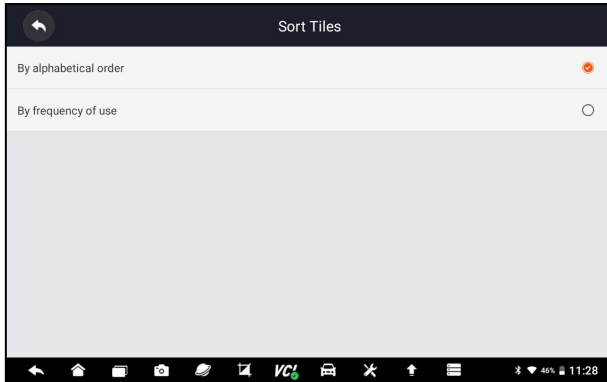 Sort Tiles
By alphabetical order
By frequency of use
VCI
46% 11:28